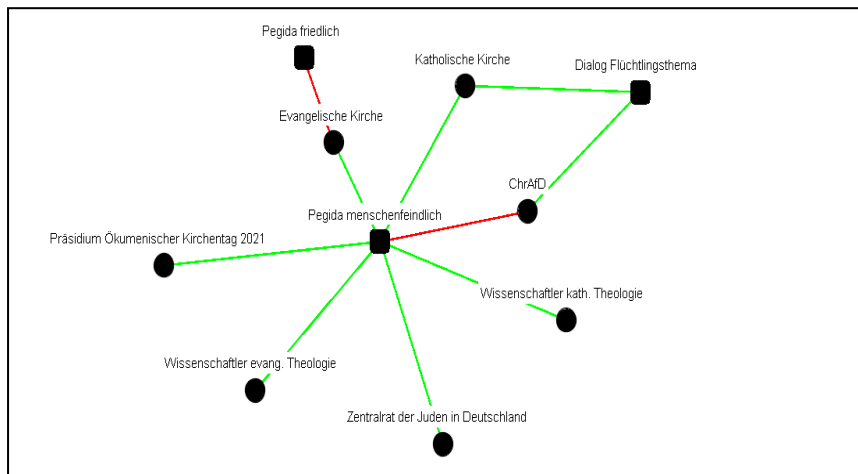 Pegida friedlich
Katholische Kirche
Dialog Flüchtlingsthema
Evangelische Kirche
ChrAfD
Pegida menschenfeindlich
Präsidium Ökumenischer Kirchentag 2021
Wissenschaftler kath. Theologie
Wissenschaftler evang. Theologie
Zentralrat der Juden in Deutschland